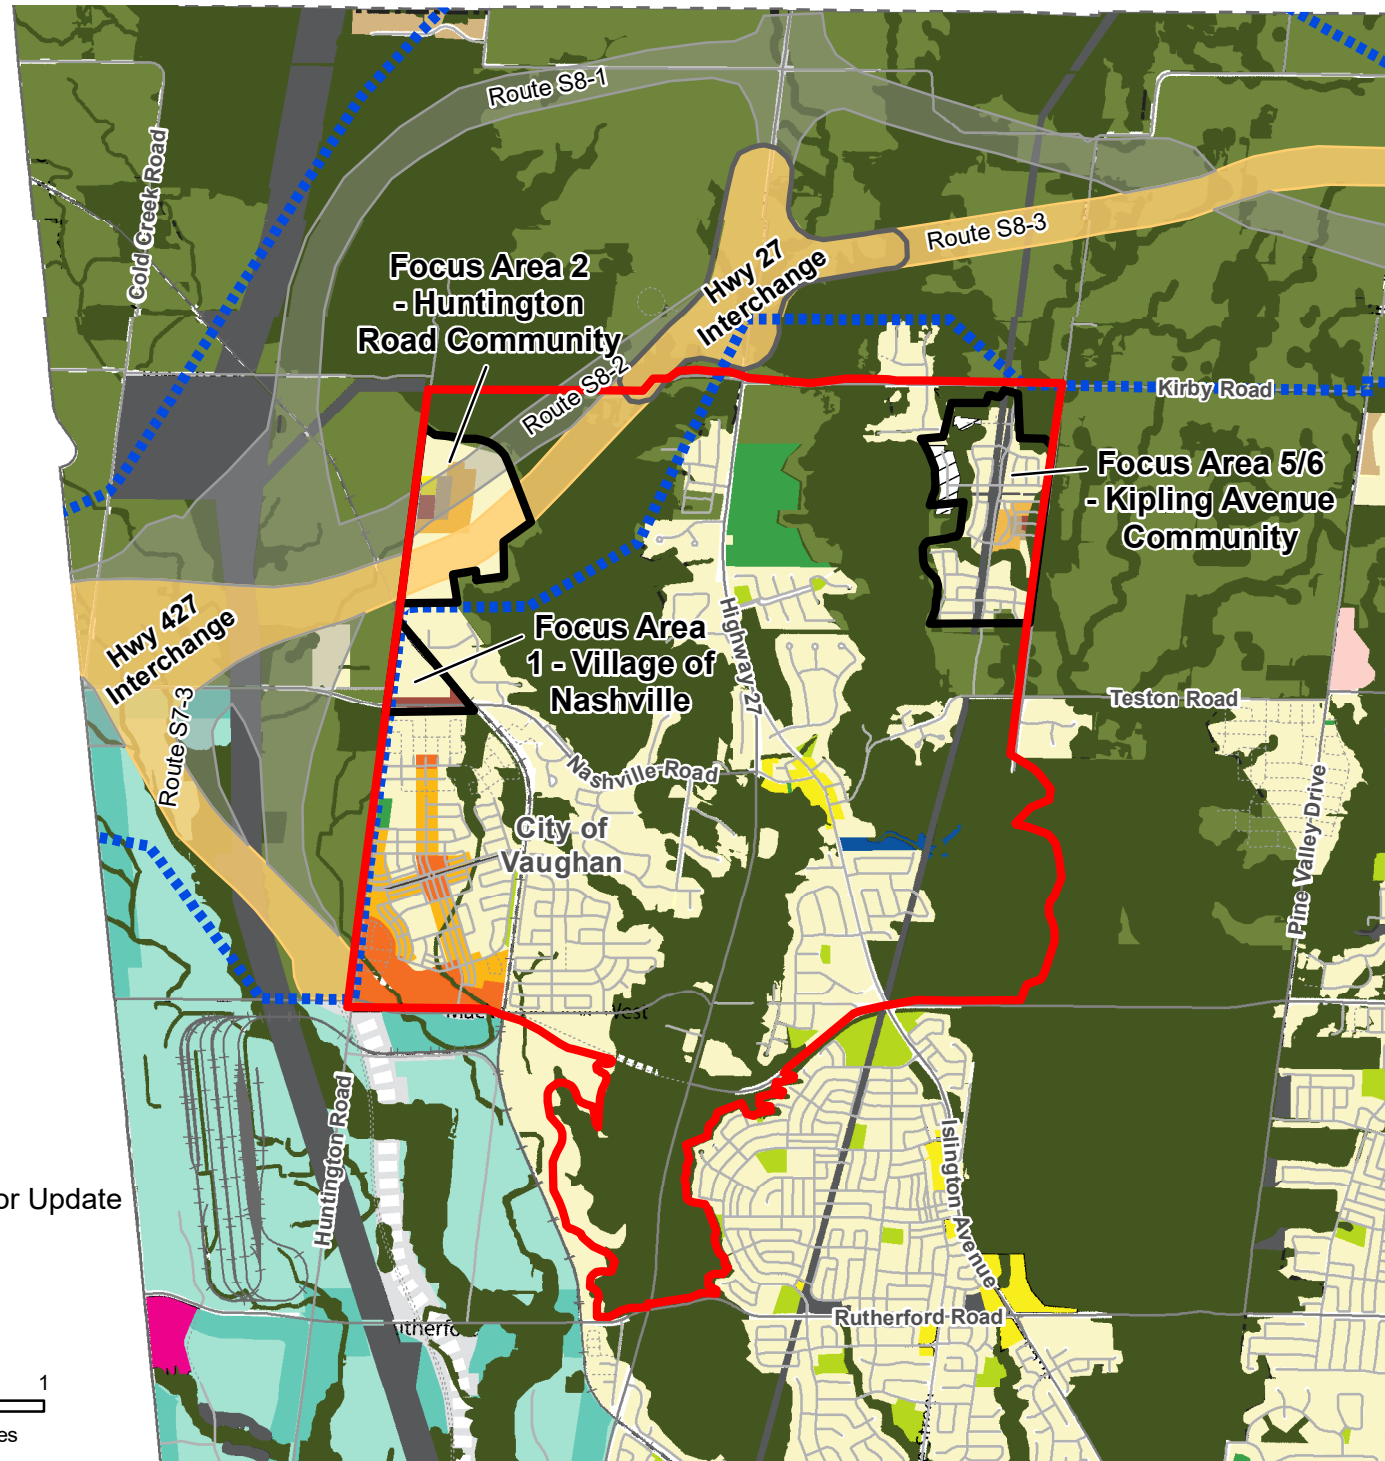 Route S8-1
Cold Creek Road
Route S8-3
Hwy 27
Interchange
Focus Area 2
- Huntington
Road Community
Route S8-2
Kirby Road
Focus Area 5/6
- Kipling Avenue
Community
Hwy 427
Interchange
Focus Area
1 - Village of
Nashville
Highway 27
Teston Road
Route S7-3
Nashville Road
City of
Vaughan
Pine Valley Drive
West
Huntington Road
Islington Avenue
or Update
Rutherford Road
1
es